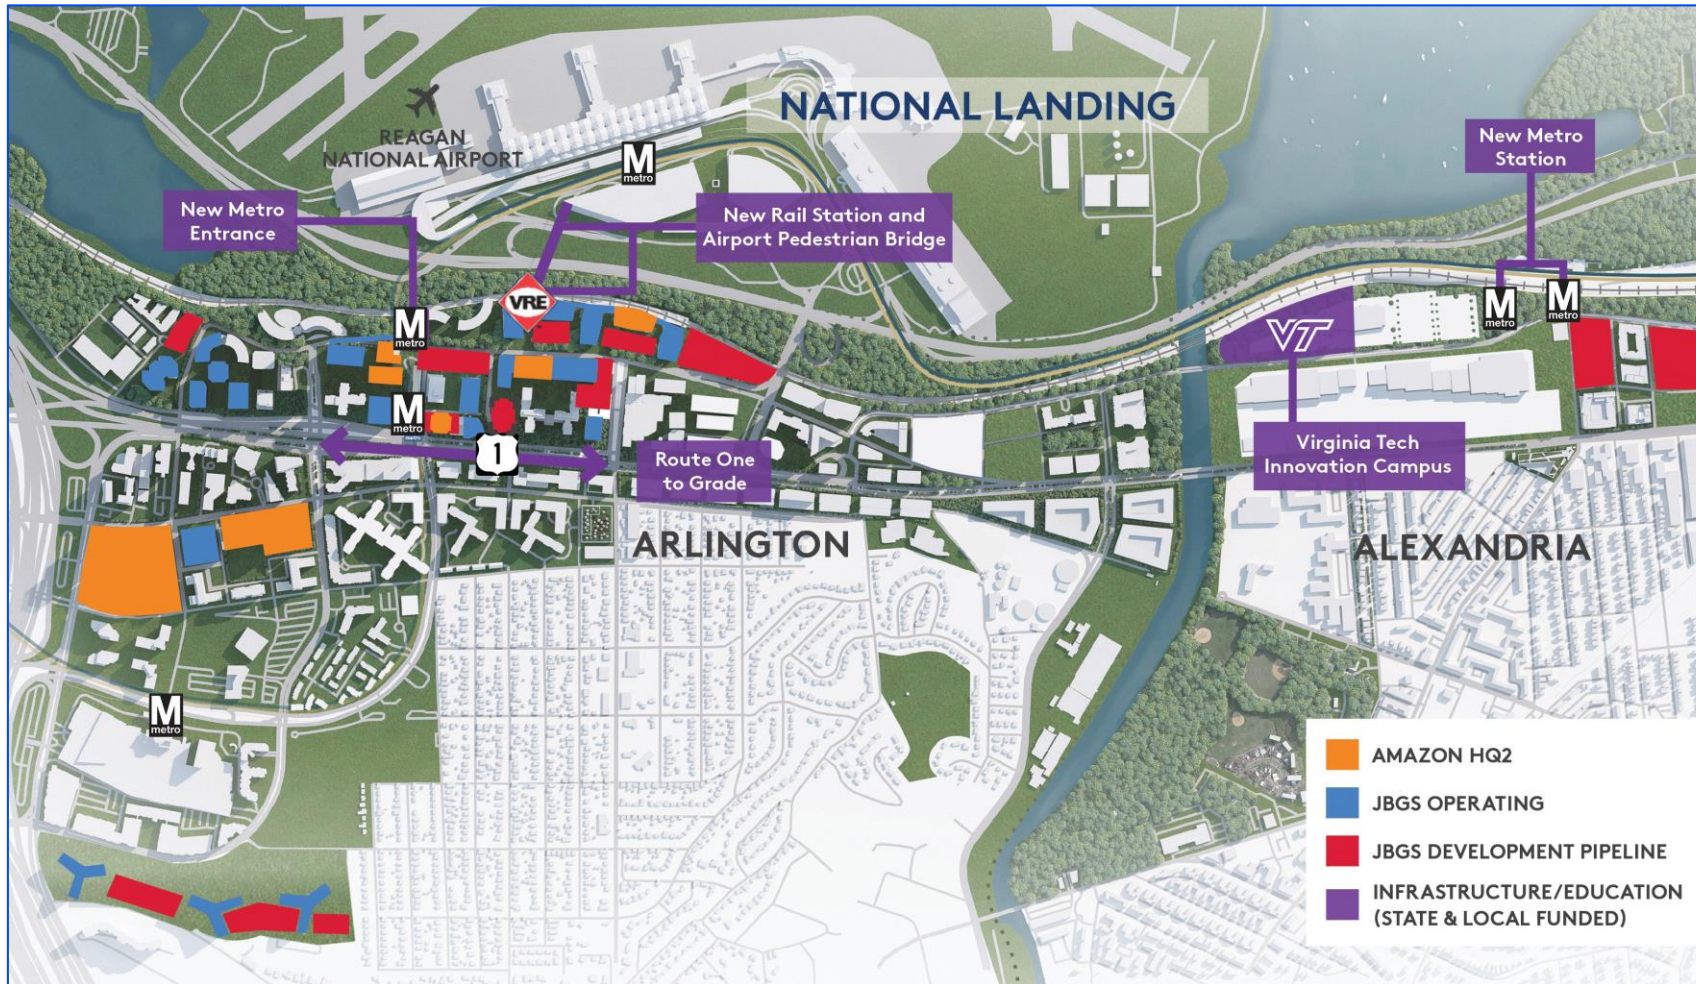 NATIONAL LANDING
REAGAN
NATIONAL AIRPORT
M
metro
New Metro
Station
New Metro
Entrance
New Rail Station and
Airport Pedestrian Bridge
VRE
M
metro
M
metro
M
metro
VT
M
metro
1
Route One
to Grade
Virginia Tech
Innovation Campus
ARLINGTON
ALEXANDRIA
M
metro
AMAZON HQ2
JBGS OPERATING
JBGS DEVELOPMENT PIPELINE
INFRASTRUCTURE/EDUCATION
(STATE & LOCAL FUNDED)